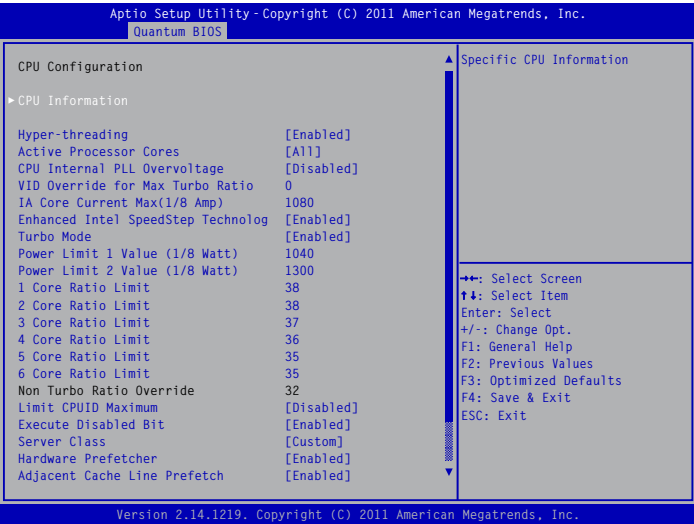 Aptio Setup Utility - Copyright (C) 2011 American Megatrends, Inc.
Quantum BIOS
CPU Configuration
▶CPU Information
Hyper-threading [Enabled]
Active Processor Cores [All]
CPU Internal PLL Overvoltage [Disabled]
VID Override for Max Turbo Ratio 0
IA Core Current Max(1/8 Amp) 1080
Enhanced Intel SpeedStep Technolog [Enabled]
Turbo Mode [Enabled]
Power Limit 1 Value (1/8 Watt) 1040
Power Limit 2 Value (1/8 Watt) 1300
1 Core Ratio Limit 38
2 Core Ratio Limit 38
3 Core Ratio Limit 37
4 Core Ratio Limit 36
5 Core Ratio Limit 35
6 Core Ratio Limit 35
Non Turbo Ratio Override 32
Limit CPUID Maximum [Disabled]
Execute Disabled Bit [Enabled]
Server Class [Custom]
Hardware Prefetcher [Enabled]
Adjacent Cache Line Prefetch [Enabled]
Specific CPU Information
→←: Select Screen
↑↓: Select Item
Enter: Select
+/-: Change Opt.
F1: General Help
F2: Previous Values
F3: Optimized Defaults
F4: Save & Exit
ESC: Exit
Version 2.14.1219. Copyright (C) 2011 American Megatrends, Inc.